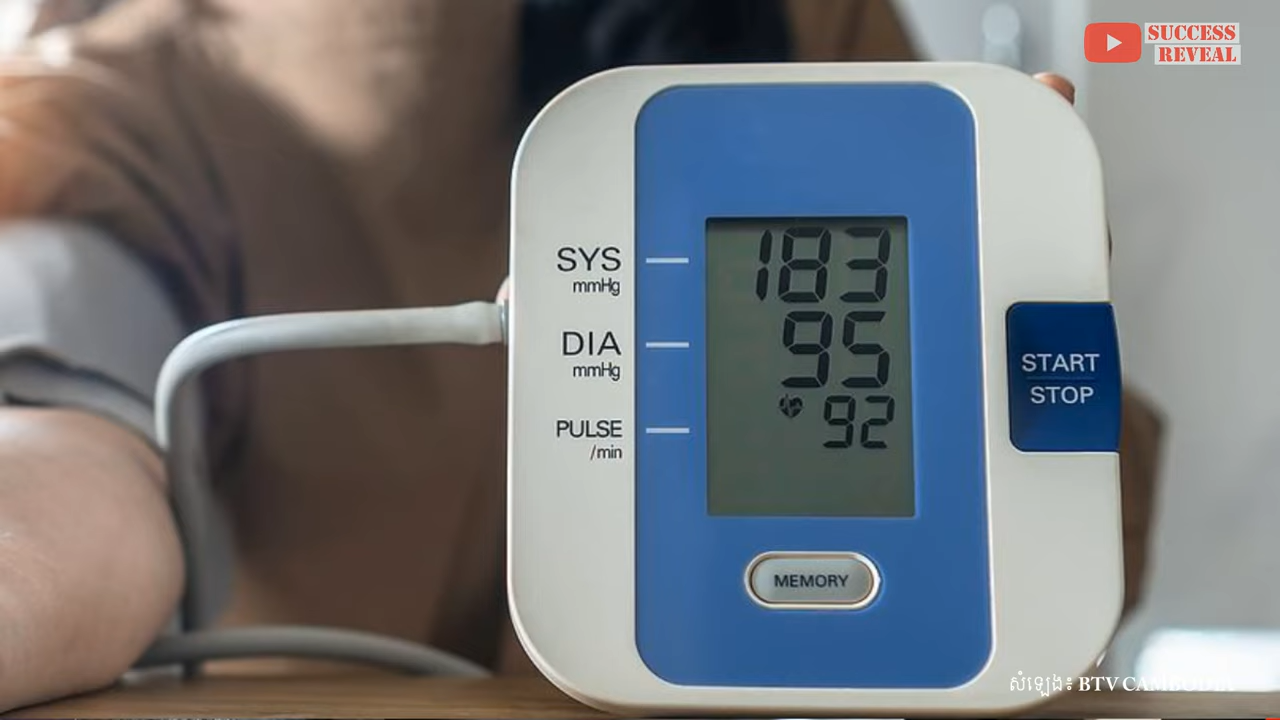 SUCCESS
REVEAL
SYS
mmHg
183
DIA
mmHg
95
PULSE
/min
92
START
STOP
MEMORY
សំឡេង៖ BTV CAMBODIA